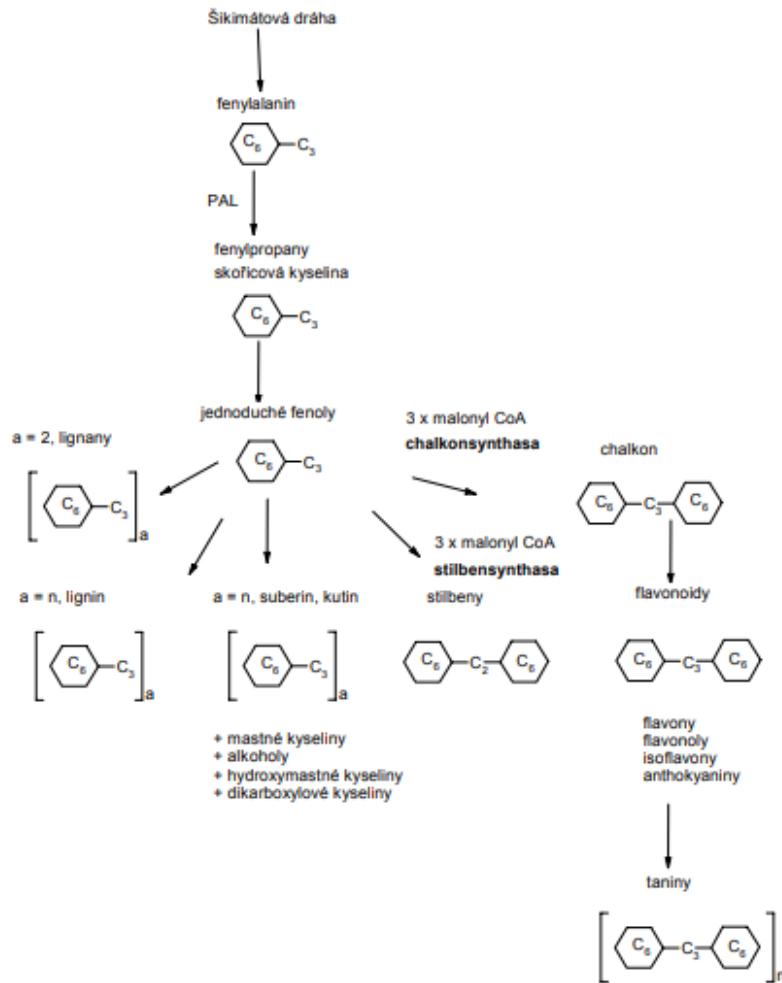 Šikimátová dráha
fenylalanin
C6 C3
PAL
fenylpropany
skořicová kyselina
C6 C3
jednoduché fenoly
C6 C3
a = 2, lignany
C6 C3 a
3 x malonyl CoA
chalkonsynthasa
chalkon
C6 C3 C6
3 x malonyl CoA
stilbensynthasa
stilbeny
C6 C2 C6
a = n, lignin
C6 C3 a
a = n, suberin, kutin
C6 C3 a
+ mastné kyseliny
+ alkoholy
+ hydroxymastné kyseliny
+ dikarboxylové kyseliny
flavonoidy
C6 C3 C6
flavony
flavonoly
isoflavony
anthokyaniny
taniny
C6 C3 C6 n